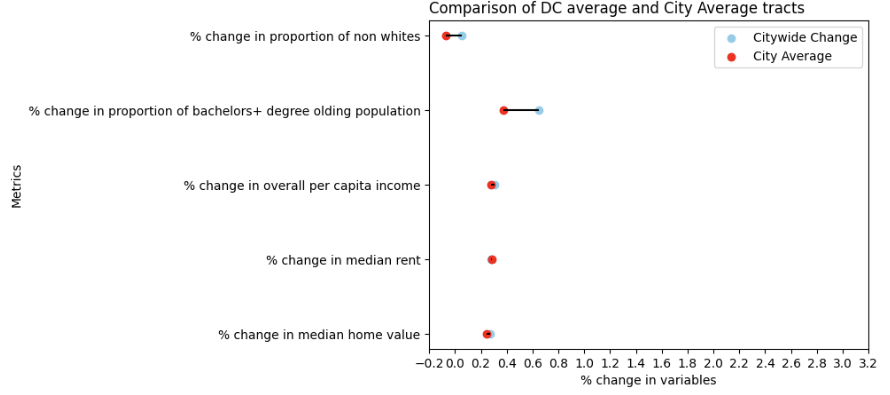 Comparison of DC average and City Average tracts
% change in proportion of non whites
Citywide Change
City Average
% change in proportion of bachelors+ degree olding population
Metrics
% change in overall per capita income
% change in median rent
% change in median home value
−0.2 0.0 0.2 0.4 0.6 0.8 1.0 1.2 1.4 1.6 1.8 2.0 2.2 2.4 2.6 2.8 3.0 3.2
% change in variables